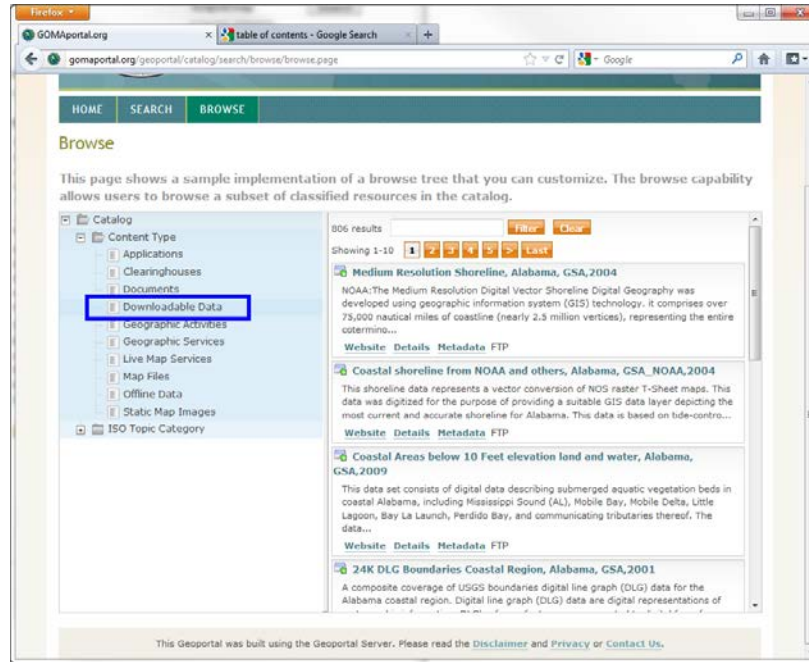 Firefox
GOMAportal.org
table of contents - Google Search
gomaportal.org/geoportal/catalog/search/browse/browse.page
Google
HOME SEARCH BROWSE
Browse
This page shows a sample implementation of a browse tree that you can customize. The browse capability
allows users to browse a subset of classified resources in the catalog.
Catalog
Content Type
Applications
Clearinghouses
Documents
Downloadable Data
Geographic Activities
Geographic Services
Live Map Services
Map Files
Offline Data
Static Map Images
ISO Topic Category
806 results Filter Clear
Showing 1-10 1 2 3 4 5 > Last
Medium Resolution Shoreline, Alabama, GSA,2004
NOAA:The Medium Resolution Digital Vector Shoreline Digital Geography was
developed using geographic information system (GIS) technology. it comprises over
75,000 nautical miles of coastline (nearly 2.5 million vertices), representing the entire
cotermino...
Website Details Metadata FTP
Coastal shoreline from NOAA and others, Alabama, GSA_NOAA,2004
This shoreline data represents a vector conversion of NOS raster T-Sheet maps. This
data was digitized for the purpose of providing a suitable GIS data layer depicting the
most current and accurate shoreline for Alabama. This data is based on tide-contro...
Website Details Metadata FTP
Coastal Areas below 10 Feet elevation land and water, Alabama,
GSA,2009
This data set consists of digital data describing submerged aquatic vegetation beds in
coastal Alabama, including Mississippi Sound (AL), Mobile Bay, Mobile Delta, Little
Lagoon, Bay La Launch, Perdido Bay, and communicating tributaries thereof. The
data...
Website Details Metadata FTP
24K DLG Boundaries Coastal Region, Alabama, GSA,2001
A composite coverage of USGS boundaries digital line graph (DLG) data for the
Alabama coastal region. Digital line graph (DLG) data are digital representations of
This Geoportal was built using the Geoportal Server. Please read the Disclaimer and Privacy or Contact Us.